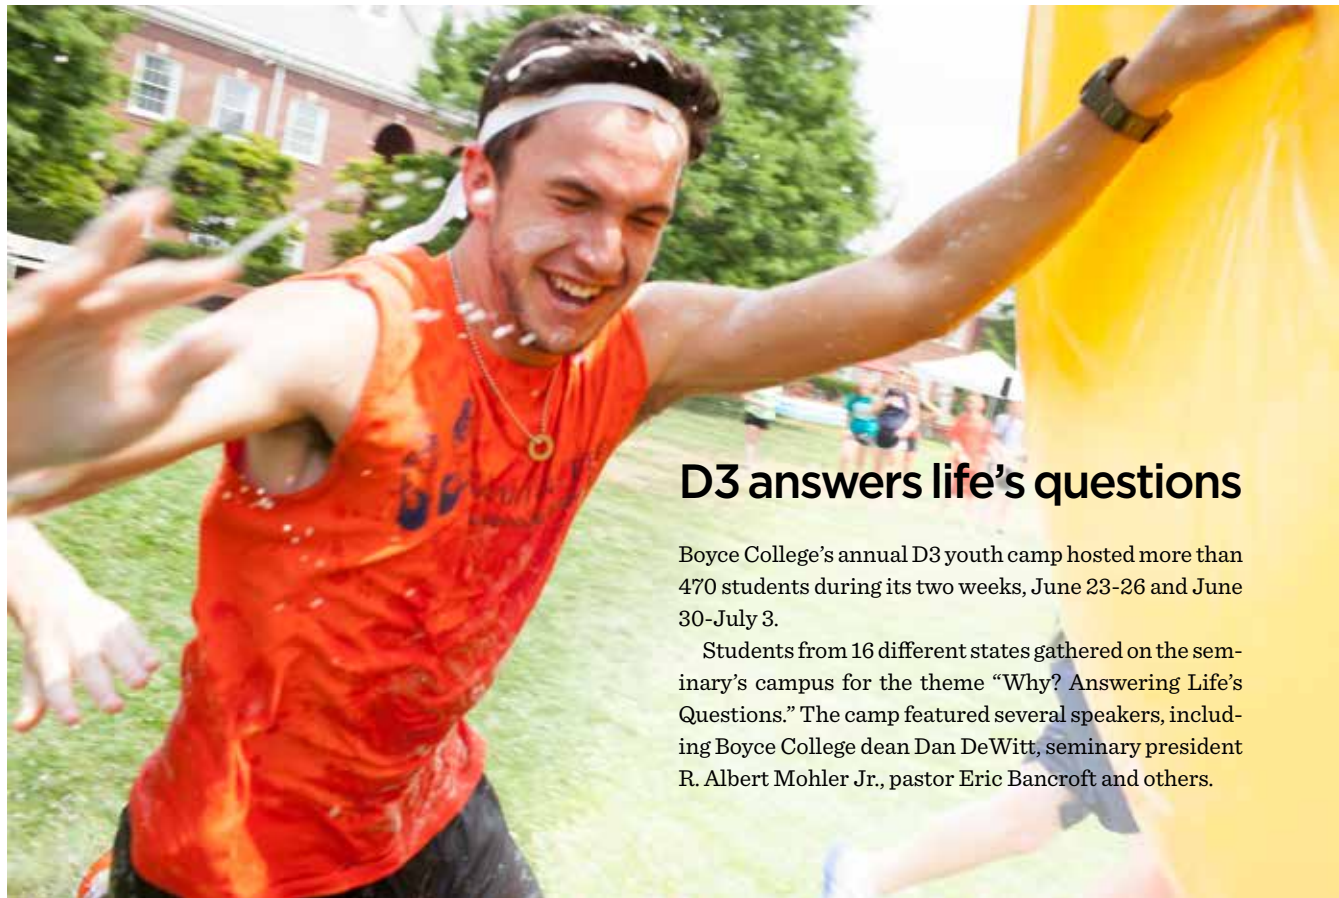 D3 answers life’s questions
Boyce College’s annual D3 youth camp hosted more than
470 students during its two weeks, June 23-26 and June
30-July 3.
Students from 16 different states gathered on the sem-
inary’s campus for the theme “Why? Answering Life’s
Questions.” The camp featured several speakers, includ-
ing Boyce College dean Dan DeWitt, seminary president
R. Albert Mohler Jr., pastor Eric Bancroft and others.